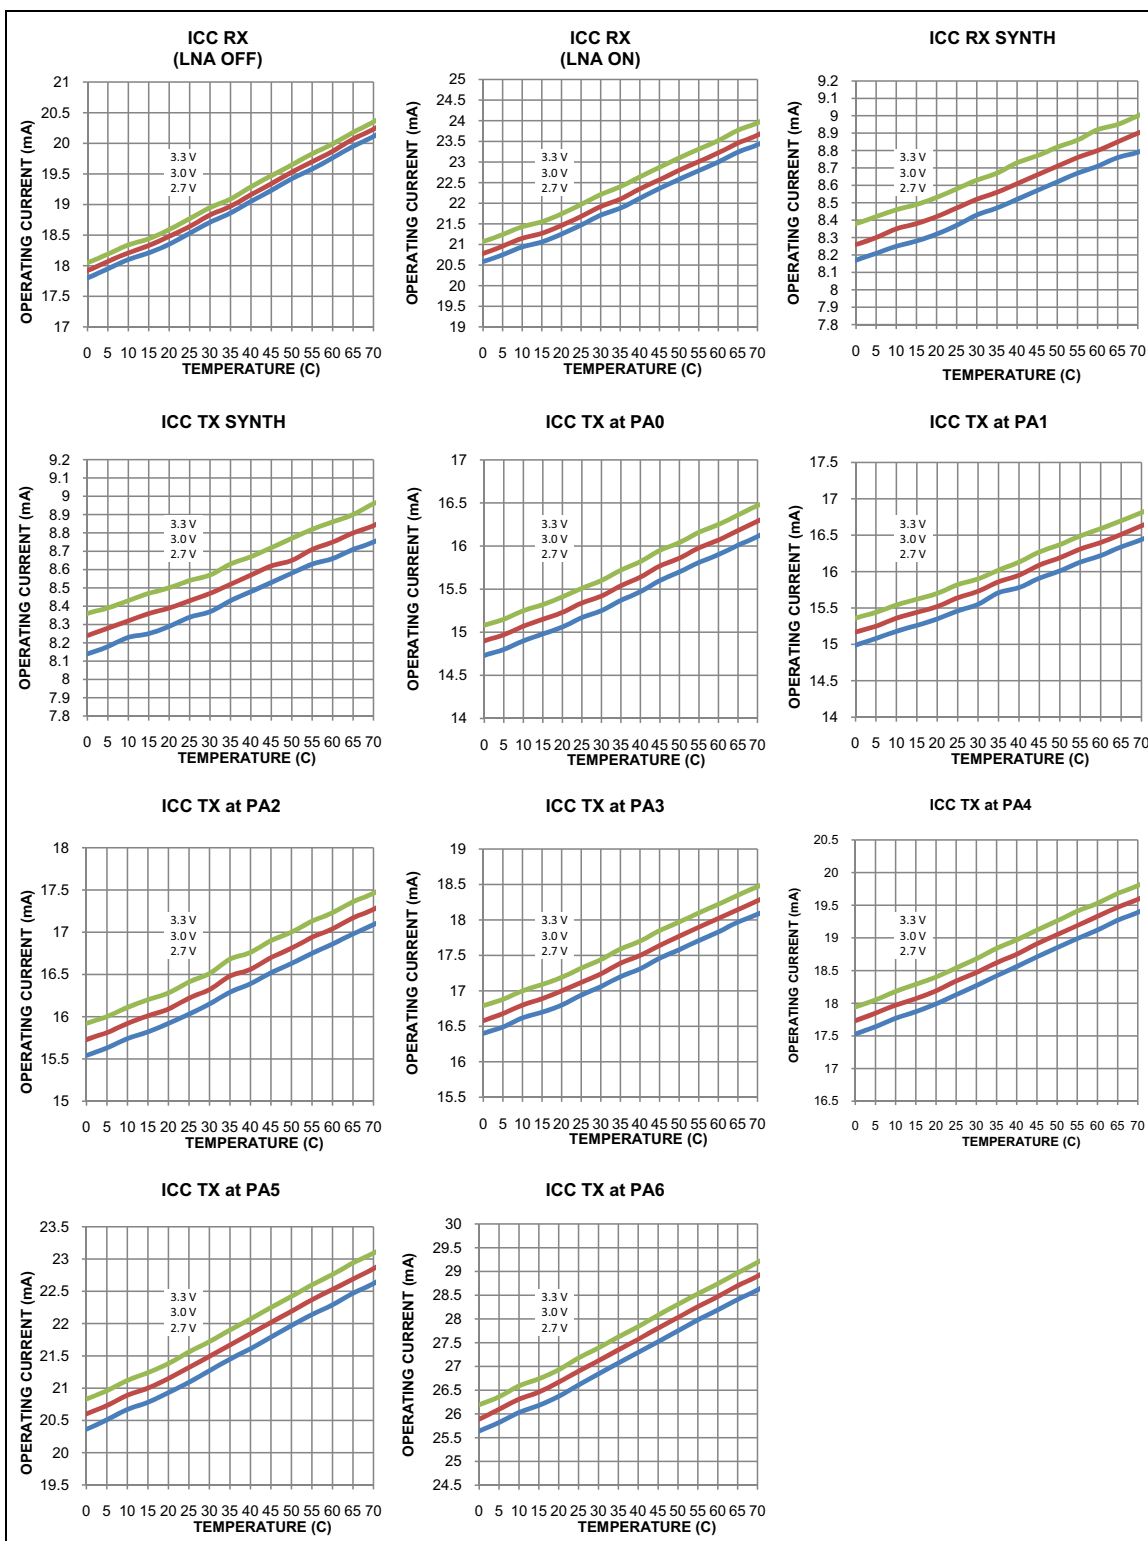 ICC RX
(LNA OFF)
OPERATING CURRENT (mA)
21
20.5
20
19.5
19
18.5
18
17.5
17
3.3 V
3.0 V
2.7 V
0 5 10 15 20 25 30 35 40 45 50 55 60 65 70
TEMPERATURE (C)
ICC RX
(LNA ON)
OPERATING CURRENT (mA)
25
24.5
24
23.5
23
22.5
22
21.5
21
20.5
20
19.5
19
3.3 V
3.0 V
2.7 V
0 5 10 15 20 25 30 35 40 45 50 55 60 65 70
TEMPERATURE (C)
ICC RX SYNTH
OPERATING CURRENT (mA)
9.2
9.1
9
8.9
8.8
8.7
8.6
8.5
8.4
8.3
8.2
8.1
8
7.9
7.8
3.3 V
3.0 V
2.7 V
0 5 10 15 20 25 30 35 40 45 50 55 60 65 70
TEMPERATURE (C)
ICC TX SYNTH
OPERATING CURRENT (mA)
9.2
9.1
9
8.9
8.8
8.7
8.6
8.5
8.4
8.3
8.2
8.1
8
7.9
7.8
3.3 V
3.0 V
2.7 V
0 5 10 15 20 25 30 35 40 45 50 55 60 65 70
TEMPERATURE (C)
ICC TX at PA0
OPERATING CURRENT (mA)
17
16.5
16
15.5
15
14.5
14
3.3 V
3.0 V
2.7 V
0 5 10 15 20 25 30 35 40 45 50 55 60 65 70
TEMPERATURE (C)
ICC TX at PA1
OPERATING CURRENT (mA)
17.5
17
16.5
16
15.5
15
14.5
14
3.3 V
3.0 V
2.7 V
0 5 10 15 20 25 30 35 40 45 50 55 60 65 70
TEMPERATURE (C)
ICC TX at PA2
OPERATING CURRENT (mA)
18
17.5
17
16.5
16
15.5
15
3.3 V
3.0 V
2.7 V
0 5 10 15 20 25 30 35 40 45 50 55 60 65 70
TEMPERATURE (C)
ICC TX at PA3
OPERATING CURRENT (mA)
19
18.5
18
17.5
17
16.5
16
15.5
3.3 V
3.0 V
2.7 V
0 5 10 15 20 25 30 35 40 45 50 55 60 65 70
TEMPERATURE (C)
ICC TX at PA4
OPERATING CURRENT (mA)
20.5
20
19.5
19
18.5
18
17.5
17
16.5
3.3 V
3.0 V
2.7 V
0 5 10 15 20 25 30 35 40 45 50 55 60 65 70
TEMPERATURE (C)
ICC TX at PA5
OPERATING CURRENT (mA)
23.5
23
22.5
22
21.5
21
20.5
20
19.5
3.3 V
3.0 V
2.7 V
0 5 10 15 20 25 30 35 40 45 50 55 60 65 70
TEMPERATURE (C)
ICC TX at PA6
OPERATING CURRENT (mA)
30
29.5
29
28.5
28
27.5
27
26.5
26
25.5
25
24.5
3.3 V
3.0 V
2.7 V
0 5 10 15 20 25 30 35 40 45 50 55 60 65 70
TEMPERATURE (C)